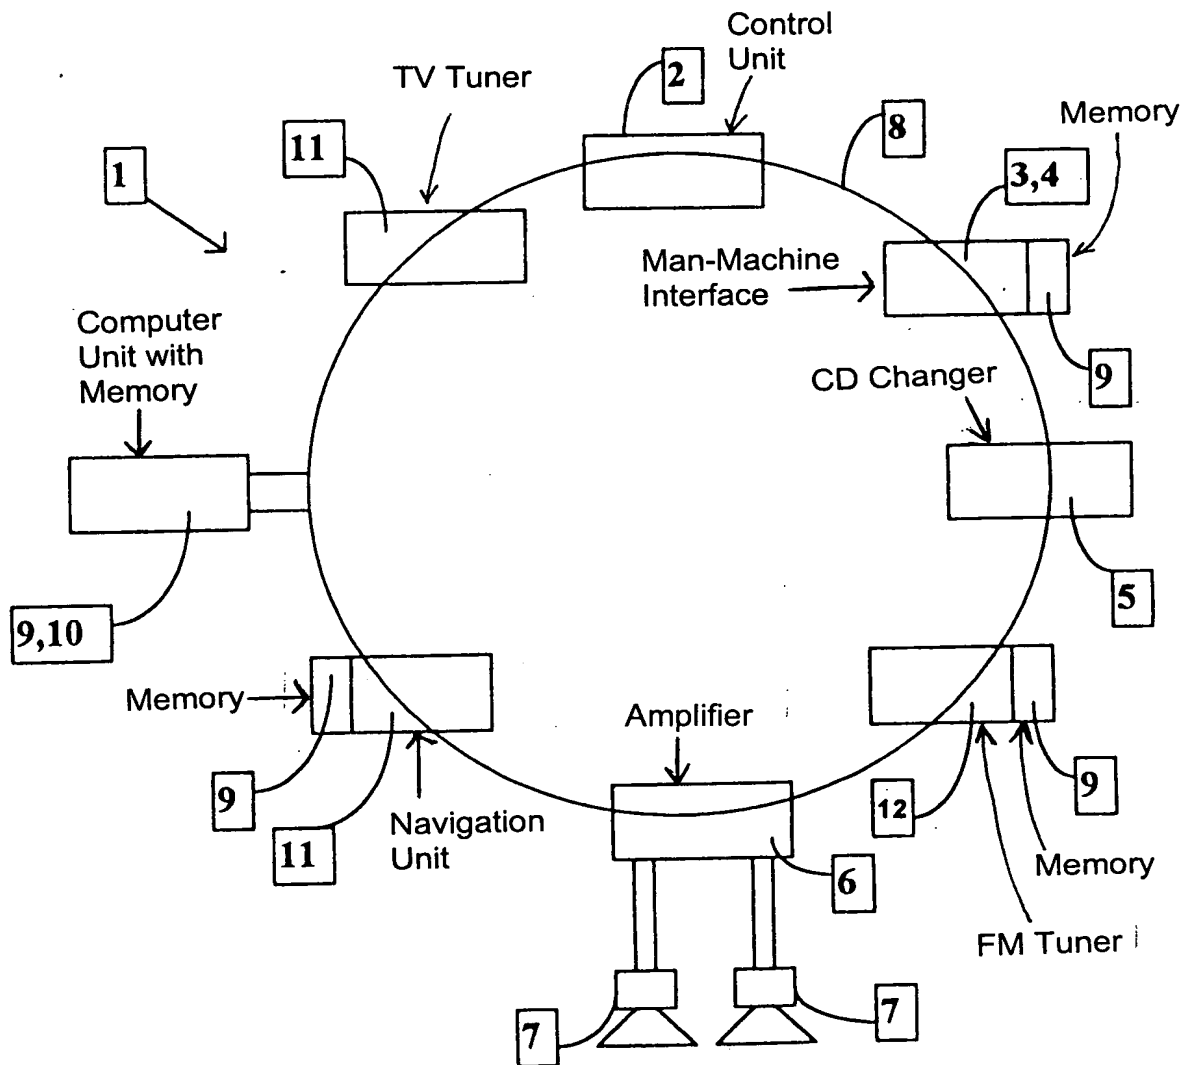 Control
Unit
2
TV Tuner
8
Memory
11
1
3,4
Man-Machine
Interface
Computer
Unit with
Memory
9
CD Changer
5
9,10
Memory
Amplifier
9
11
Navigation
Unit
12
9
6
Memory
FM Tuner
7
7